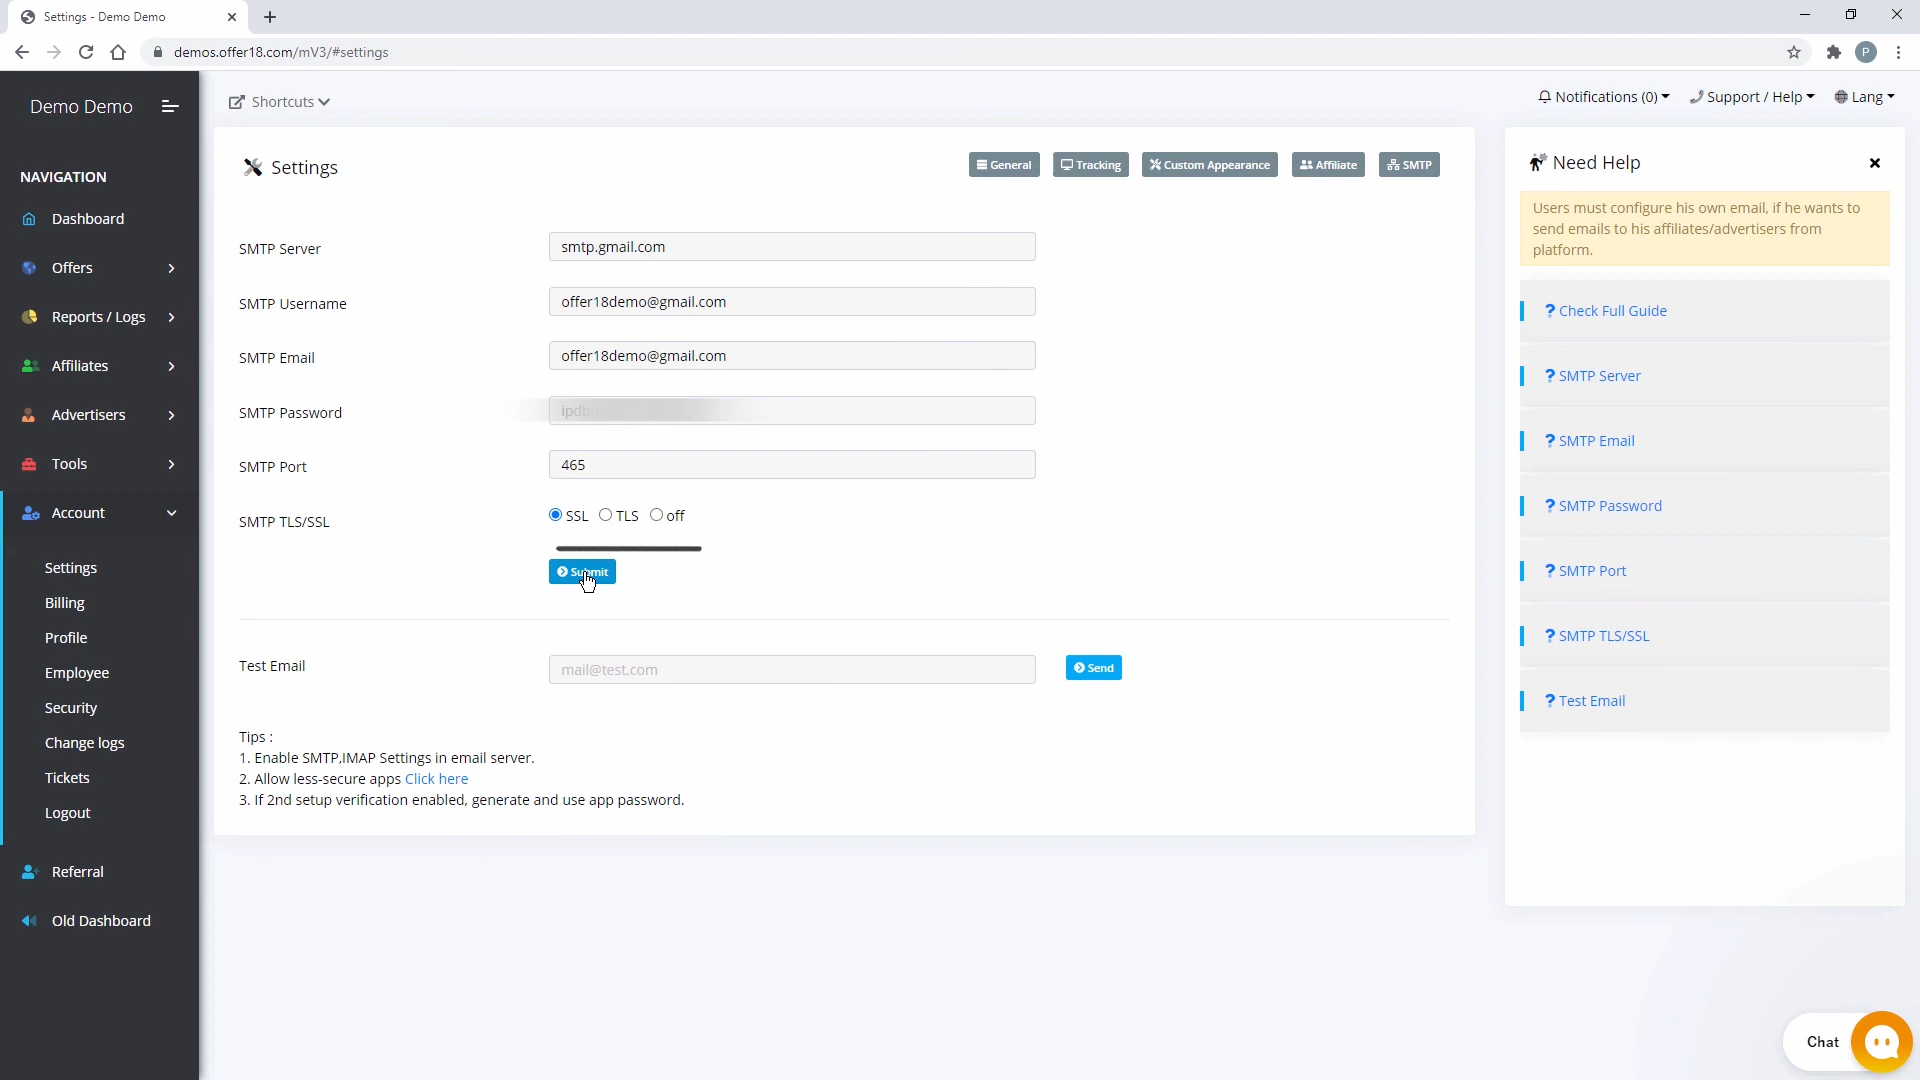 Settings - Demo Demo
demos.offer18.com/mV3/#settings
P
Demo Demo
Shortcuts
Notifications (0)
Support / Help
Lang
NAVIGATION
Dashboard
Offers
Reports / Logs
Affiliates
Advertisers
Tools
Account
Settings
Billing
Profile
Employee
Security
Change logs
Tickets
Logout
Referral
Old Dashboard
Settings
General
Tracking
Custom Appearance
Affiliate
SMTP
SMTP Server
smtp.gmail.com
SMTP Username
offer18demo@gmail.com
SMTP Email
offer18demo@gmail.com
SMTP Password
SMTP Port
465
SMTP TLS/SSL
SSL TLS off
Submit
Test Email
mail@test.com
Send
Tips :
1. Enable SMTP,IMAP Settings in email server.
2. Allow less-secure apps Click here
3. If 2nd setup verification enabled, generate and use app password.
Need Help
Users must configure his own email, if he wants to
send emails to his affiliates/advertisers from
platform.
? Check Full Guide
? SMTP Server
? SMTP Email
? SMTP Password
? SMTP Port
? SMTP TLS/SSL
? Test Email
Chat